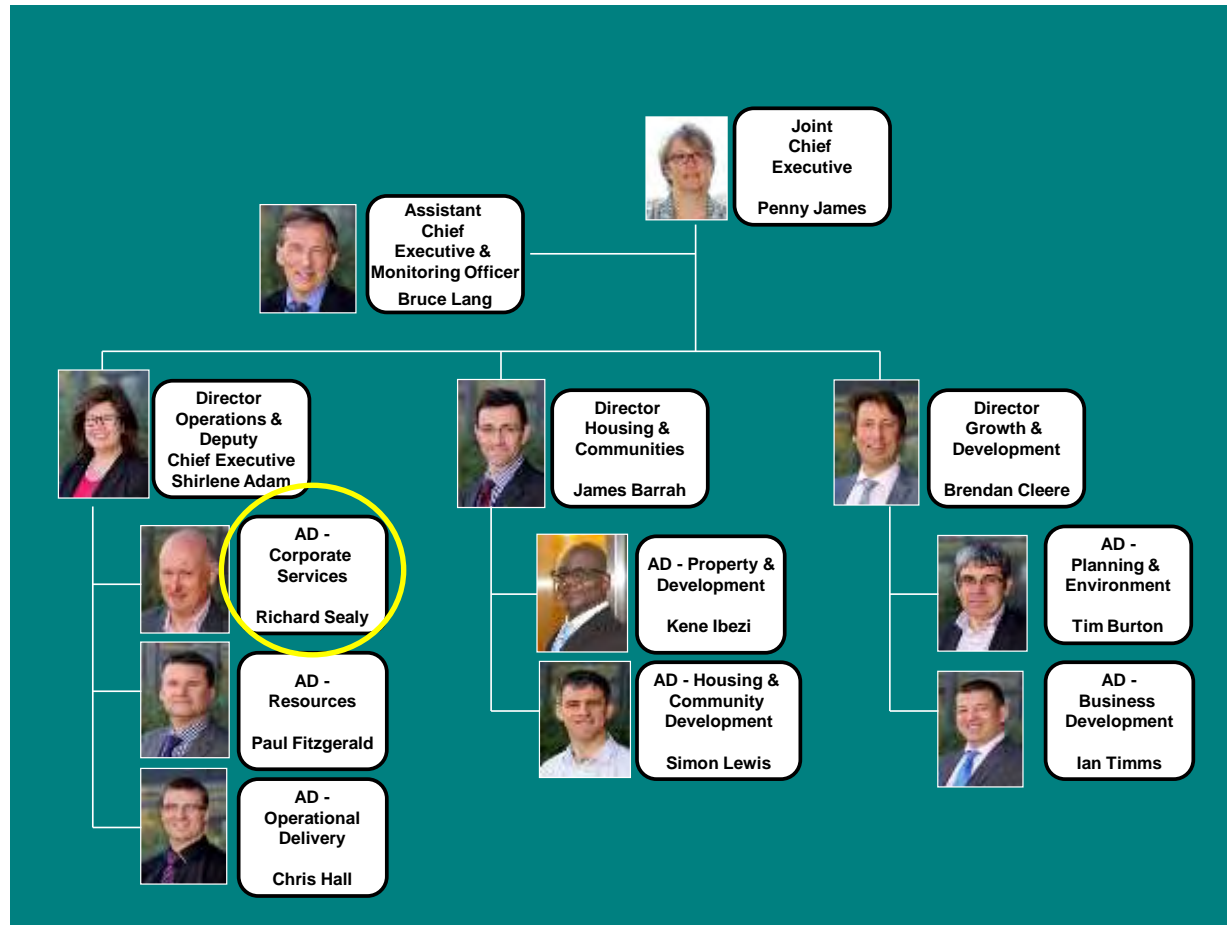 Joint
Chief
Executive
Penny James
Assistant
Chief
Executive &
Monitoring Officer
Bruce Lang
Director
Operations &
Deputy
Chief Executive
Shirlene Adam
Director
Housing &
Communities
James Barrah
Director
Growth &
Development
Brendan Cleere
AD -
Corporate
Services
Richard Sealy
AD - Property &
Development
Kene Ibezi
AD -
Planning &
Environment
Tim Burton
AD -
Resources
Paul Fitzgerald
AD - Housing &
Community
Development
Simon Lewis
AD -
Business
Development
Ian Timms
AD -
Operational
Delivery
Chris Hall